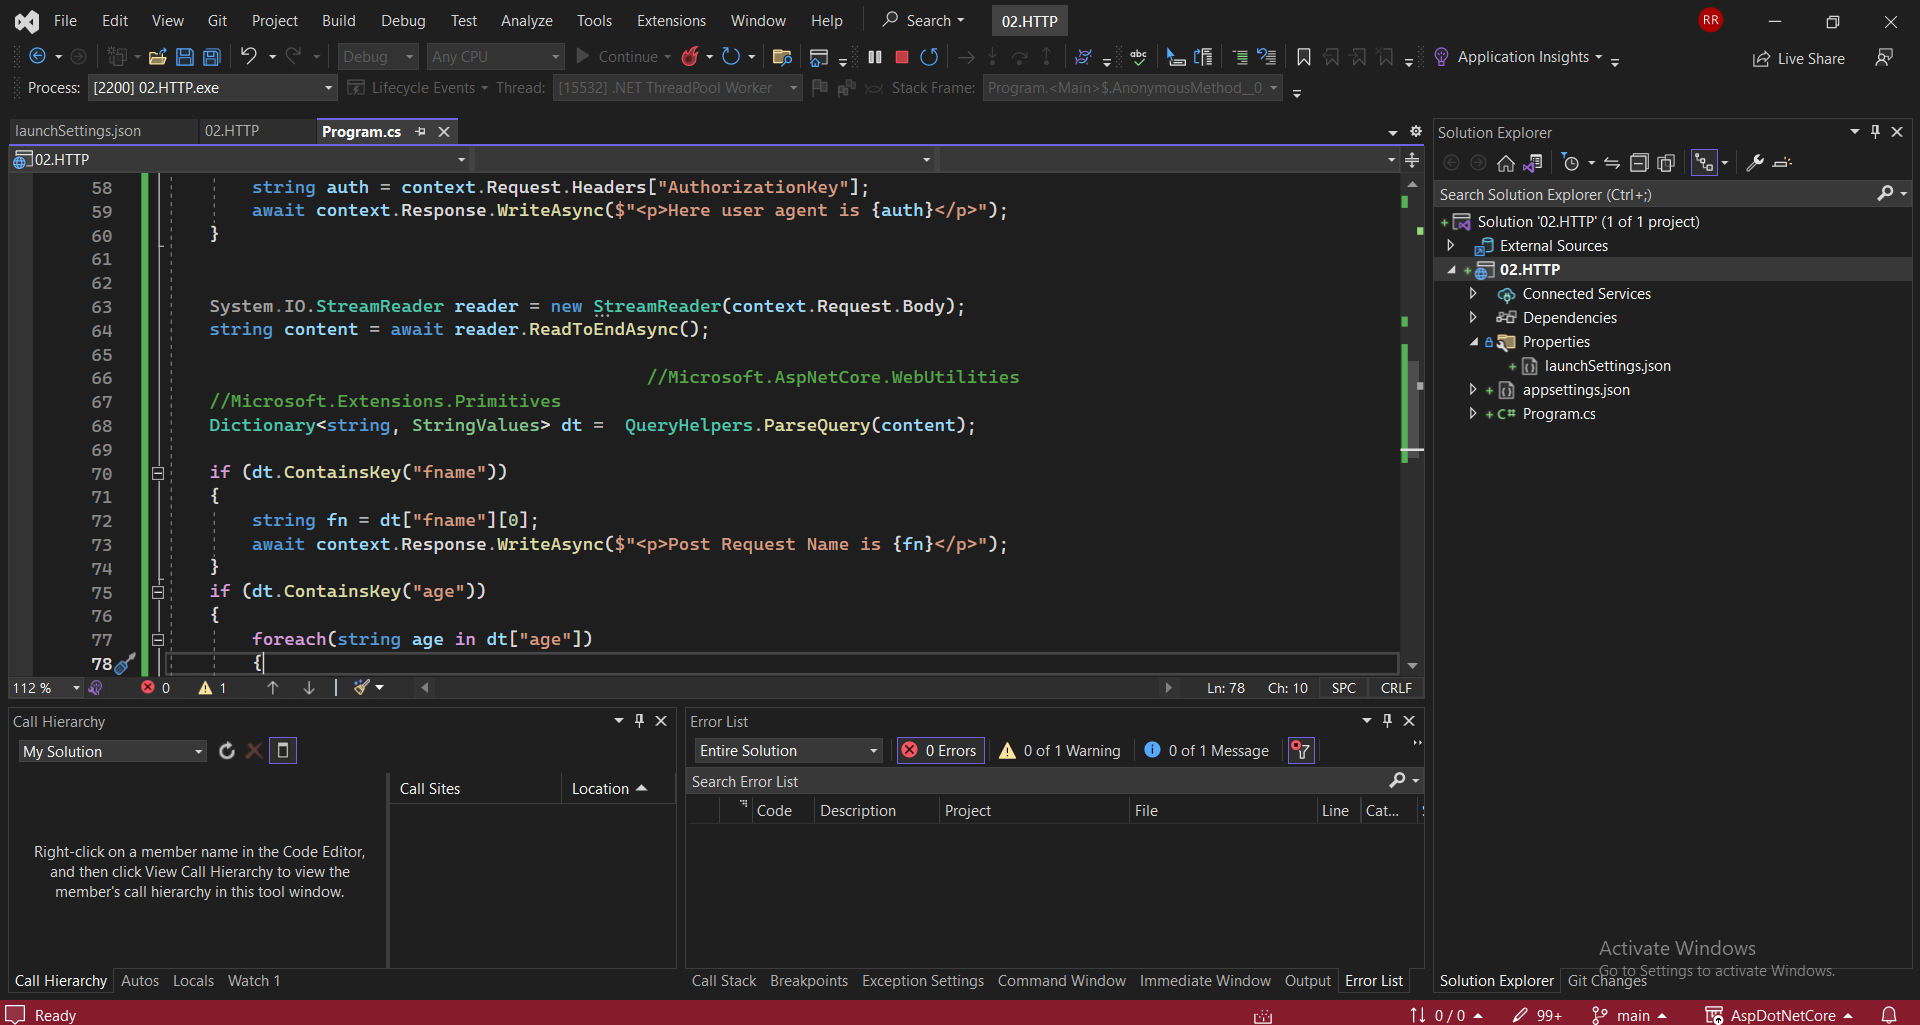 File Edit View Git Project Build Debug Test Analyze Tools Extensions Window Help Search 02.HTTP RR
Debug Any CPU Continue Application Insights Live Share
Process: [2200] 02.HTTP.exe Lifecycle Events Thread: [15532] .NET ThreadPool Worker Stack Frame: Program.<Main>$.AnonymousMethod__0
launchSettings.json 02.HTTP Program.cs
02.HTTP
58 string auth = context.Request.Headers["AuthorizationKey"];
59 await context.Response.WriteAsync($"<p>Here user agent is {auth}</p>");
60 }
61
62
63 System.IO.StreamReader reader = new StreamReader(context.Request.Body);
64 string content = await reader.ReadToEndAsync();
65
66 //Microsoft.AspNetCore.WebUtilities
67 //Microsoft.Extensions.Primitives
68 Dictionary<string, StringValues> dt = QueryHelpers.ParseQuery(content);
69
70 if (dt.ContainsKey("fname"))
71 {
72 string fn = dt["fname"][0];
73 await context.Response.WriteAsync($"<p>Post Request Name is {fn}</p>");
74 }
75 if (dt.ContainsKey("age"))
76 {
77 foreach(string age in dt["age"])
78 {
112 % 0 1 Ln: 78 Ch: 10 SPC CRLF
Solution Explorer
Search Solution Explorer (Ctrl+;)
Solution '02.HTTP' (1 of 1 project)
External Sources
02.HTTP
Connected Services
Dependencies
Properties
launchSettings.json
appsettings.json
C# Program.cs
Call Hierarchy
My Solution
Call Sites Location
Right-click on a member name in the Code Editor,
and then click View Call Hierarchy to view the
member's call hierarchy in this tool window.
Call Hierarchy Autos Locals Watch 1
Error List
Entire Solution 0 Errors 0 of 1 Warning 0 of 1 Message
Search Error List
Code Description Project File Line Cat...
Call Stack Breakpoints Exception Settings Command Window Immediate Window Output Error List
Activate Windows
Go to Settings to activate Windows.
Solution Explorer Git Changes
Ready 0 / 0 99+ main AspDotNetCore